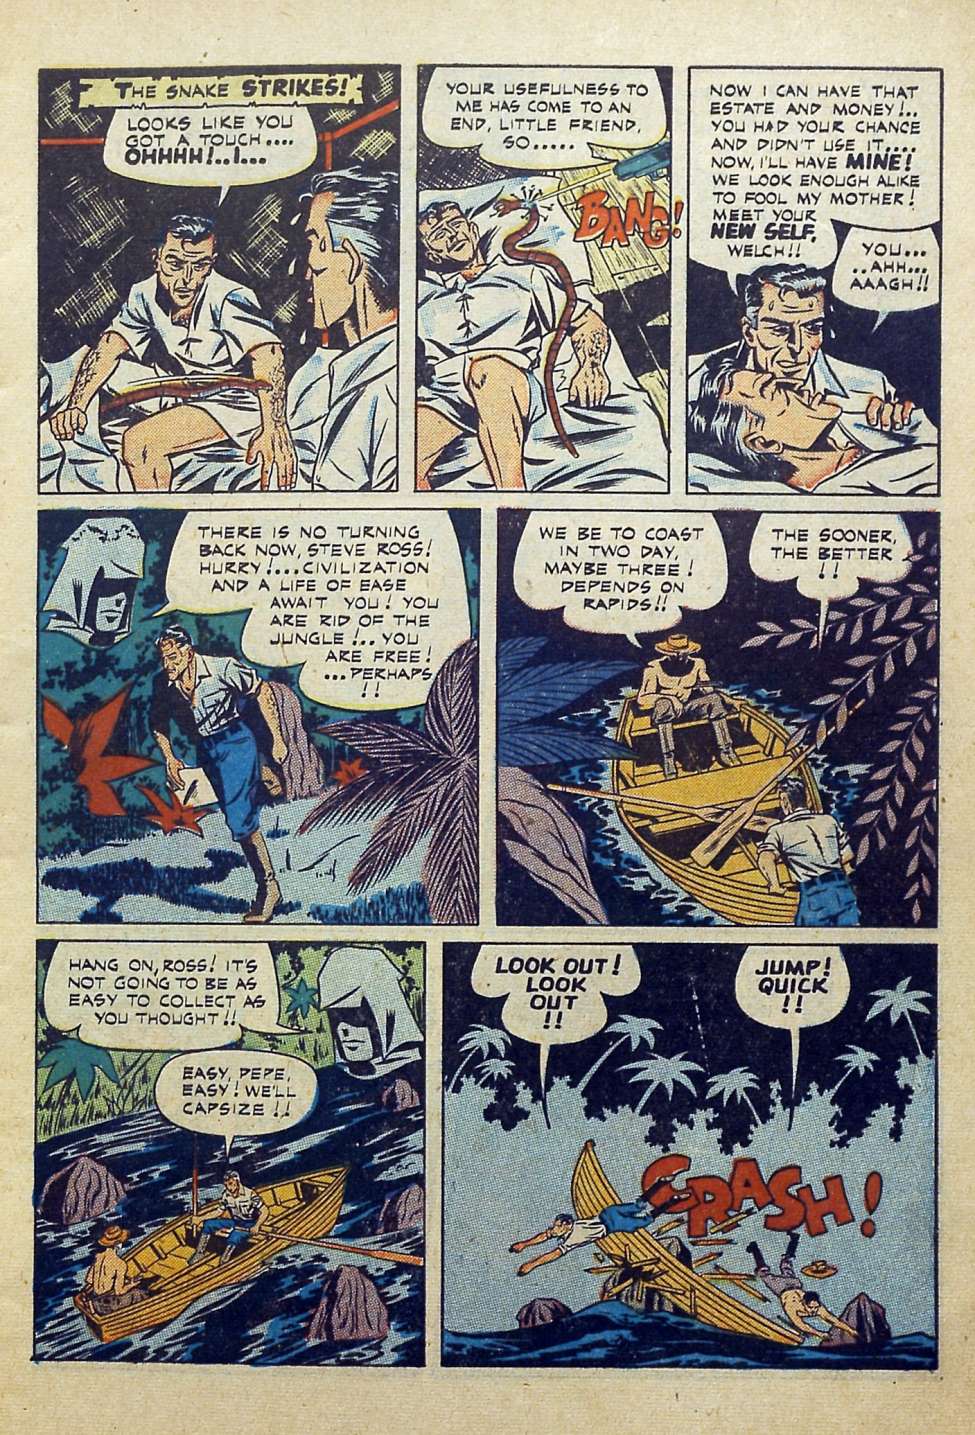 THE SNAKE STRIKES!
LOOKS LIKE YOU
GOT A TOUCH....
OHHHH!..I...
YOUR USEFULNESS TO
ME HAS COME TO AN
END, LITTLE FRIEND,
SO.....
BANG!
NOW I CAN HAVE THAT
ESTATE AND MONEY!..
YOU HAD YOUR CHANCE
AND DIDN'T USE IT....
NOW, I'LL HAVE MINE!
WE LOOK ENOUGH ALIKE
TO FOOL MY MOTHER!
MEET YOUR
NEW SELF,
WELCH!!
YOU...
..AHH...
AAAGH!!
THERE IS NO TURNING
BACK NOW, STEVE ROSS!
HURRY!...CIVILIZATION
AND A LIFE OF EASE
AWAIT YOU! YOU
ARE RID OF THE
JUNGLE!..YOU
ARE FREE!
...PERHAPS
!!
WE BE TO COAST
IN TWO DAY,
MAYBE THREE!
DEPENDS ON
RAPIDS!!
THE SOONER,
THE BETTER
!!
HANG ON, ROSS! IT'S
NOT GOING TO BE AS
EASY TO COLLECT AS
YOU THOUGHT!!
EASY, PEPE,
EASY! WE'LL
CAPSIZE!!
LOOK OUT!
LOOK
OUT
!!
JUMP!
QUICK
!!
CRASH!